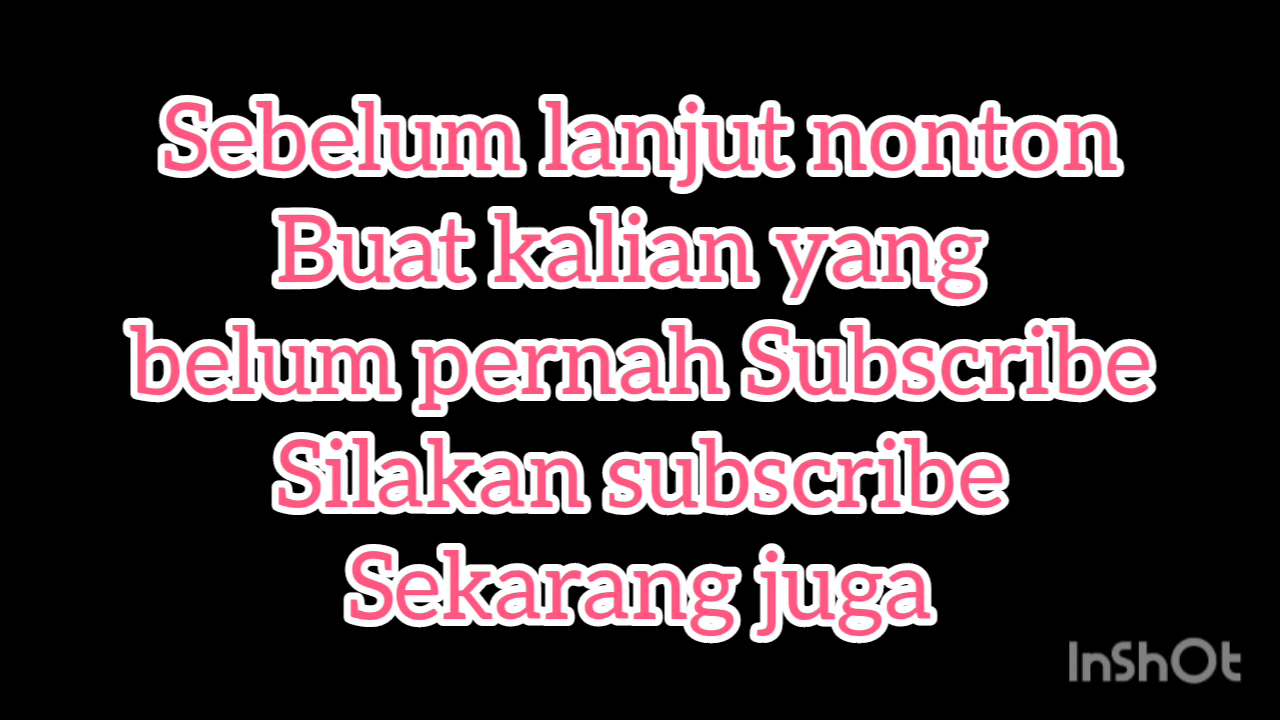 Sebelum lanjut nonton
Buat kalian yang
belum pernah Subscribe
Silakan subscribe
Sekarang juga
InShOt